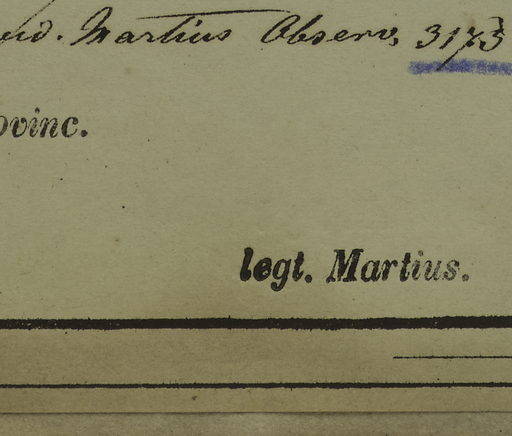 Martius Observ. 3173
ovinc.
legt. Martius.